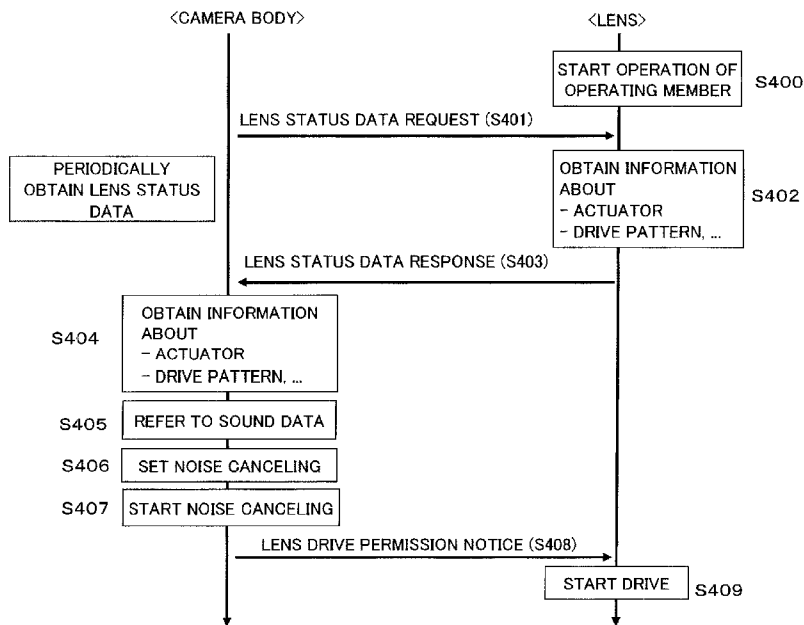 <CAMERA BODY>
<LENS>
START OPERATION OF
OPERATING MEMBER
S400
LENS STATUS DATA REQUEST (S401)
PERIODICALLY
OBTAIN LENS STATUS
DATA
OBTAIN INFORMATION
ABOUT
- ACTUATOR
- DRIVE PATTERN, ...
S402
LENS STATUS DATA RESPONSE (S403)
S404
OBTAIN INFORMATION
ABOUT
- ACTUATOR
- DRIVE PATTERN, ...
S405
REFER TO SOUND DATA
S406
SET NOISE CANCELING
S407
START NOISE CANCELING
LENS DRIVE PERMISSION NOTICE (S408)
START DRIVE
S409